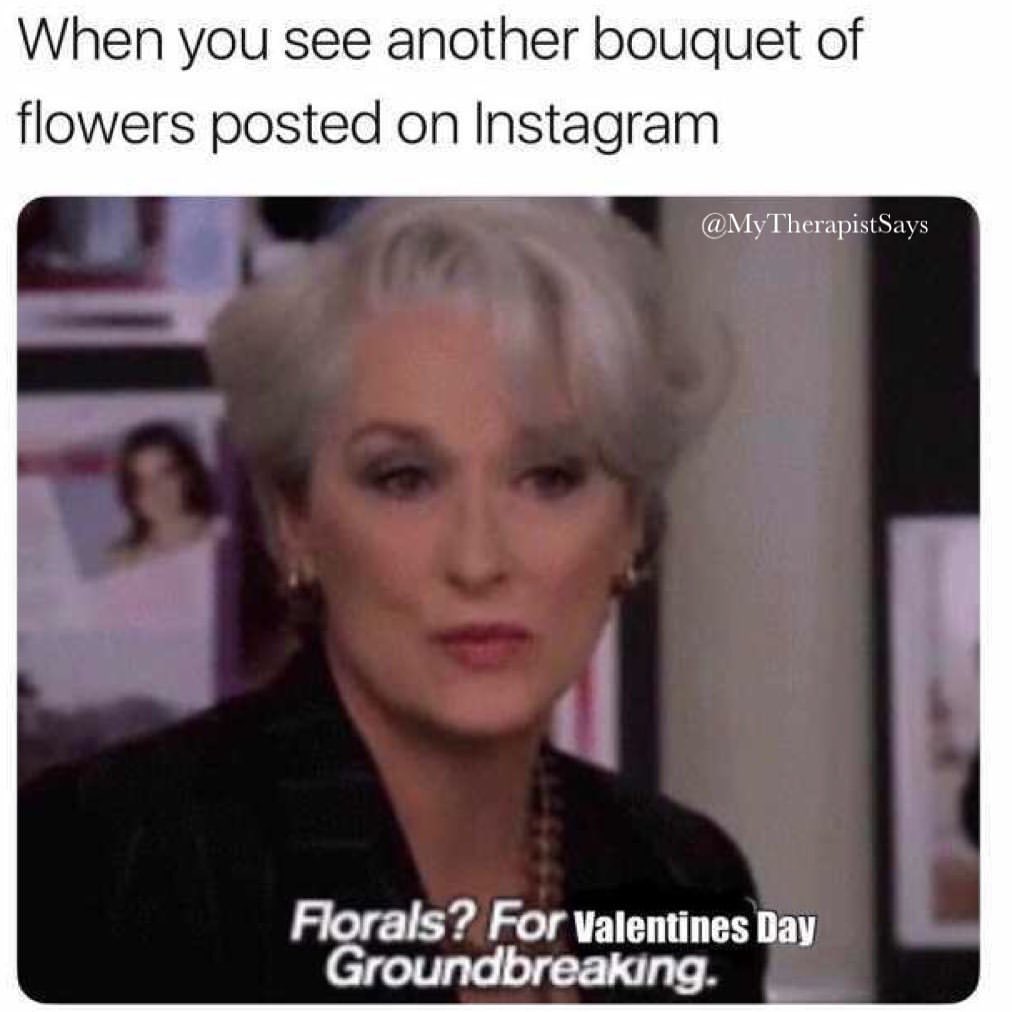 When you see another bouquet of
flowers posted on Instagram
@MyTherapistSays
Florals? For Valentines Day
Groundbreaking.